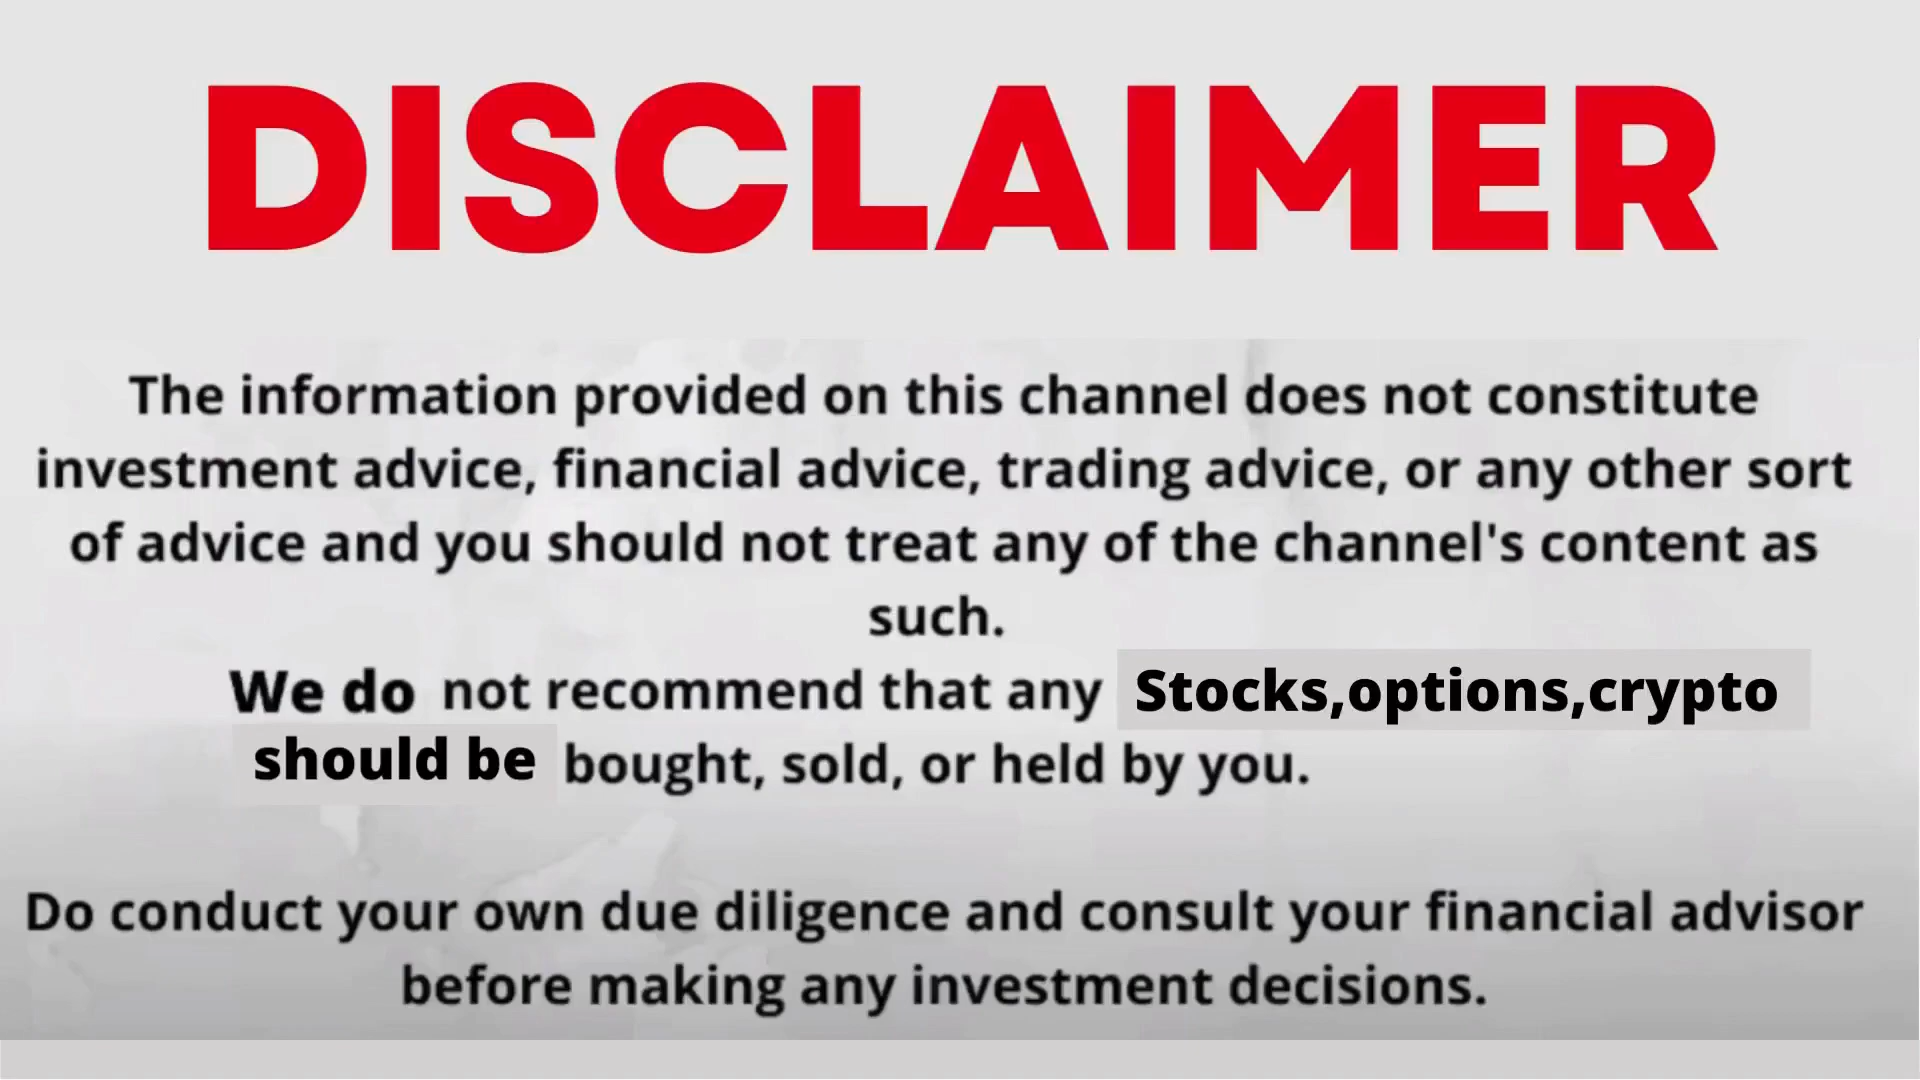 DISCLAIMER
The information provided on this channel does not constitute
investment advice, financial advice, trading advice, or any other sort
of advice and you should not treat any of the channel's content as
such.
We do not recommend that any Stocks,options,crypto
should be bought, sold, or held by you.
Do conduct your own due diligence and consult your financial advisor
before making any investment decisions.